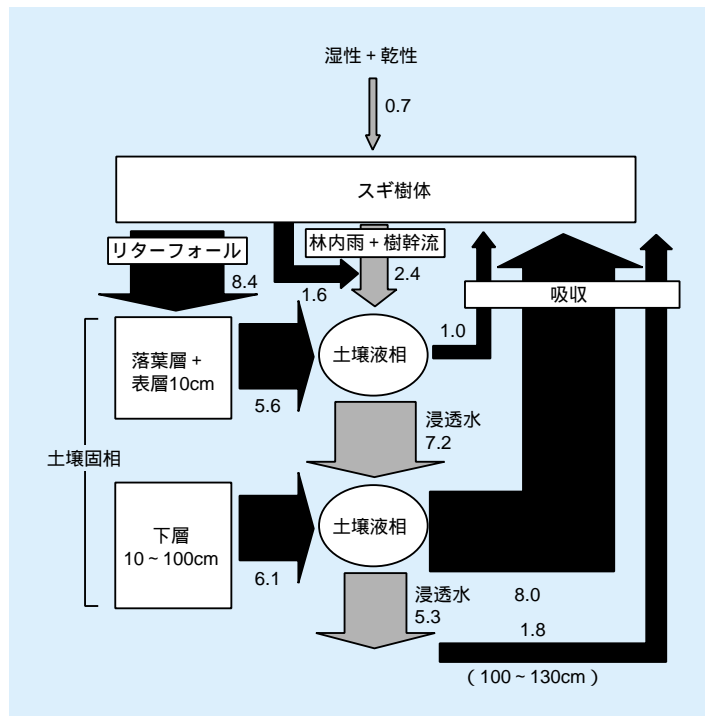 湿性 + 乾性
0.7
スギ樹体
リターフォール
林内雨 + 樹幹流
8.4
1.6
2.4
吸収
1.0
落葉層 +
表層10cm
5.6
土壌液相
浸透水
7.2
土壌固相
下層
10 ~ 100cm
6.1
土壌液相
浸透水
5.3
8.0
1.8
( 100 ~ 130cm )